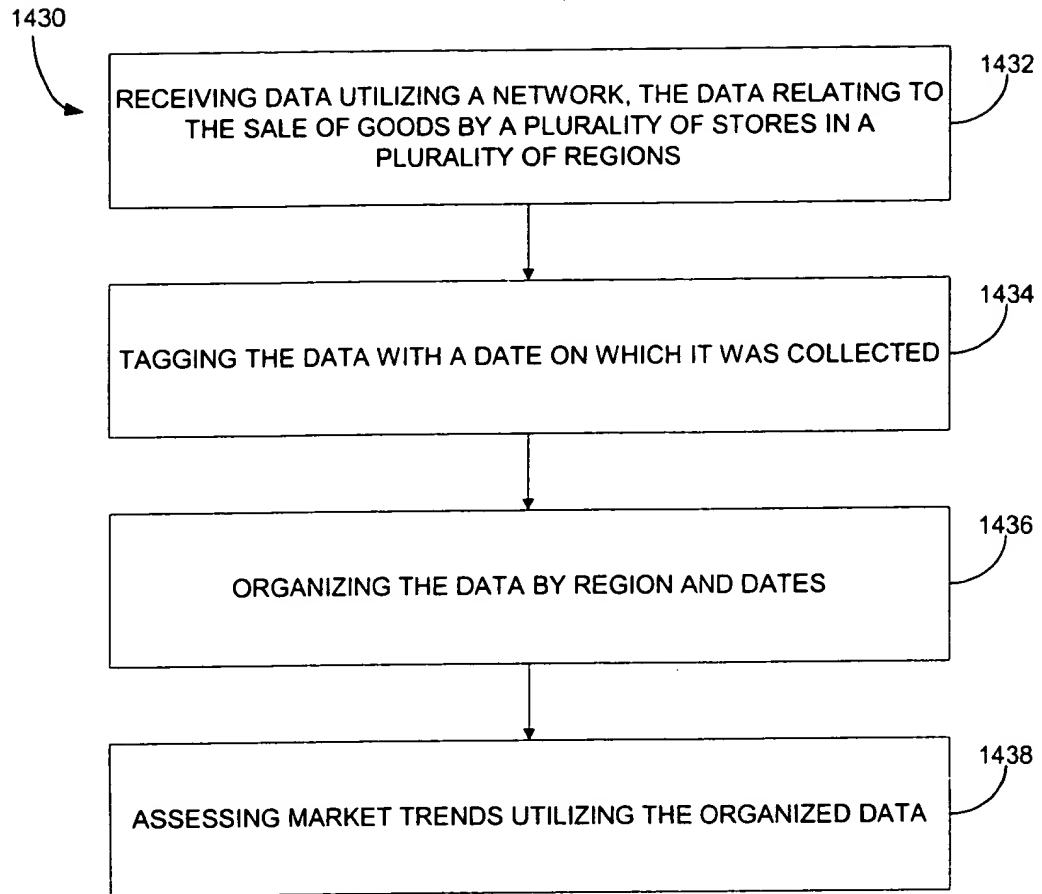 1430
1432
RECEIVING DATA UTILIZING A NETWORK, THE DATA RELATING TO
THE SALE OF GOODS BY A PLURALITY OF STORES IN A
PLURALITY OF REGIONS
1434
TAGGING THE DATA WITH A DATE ON WHICH IT WAS COLLECTED
1436
ORGANIZING THE DATA BY REGION AND DATES
1438
ASSESSING MARKET TRENDS UTILIZING THE ORGANIZED DATA